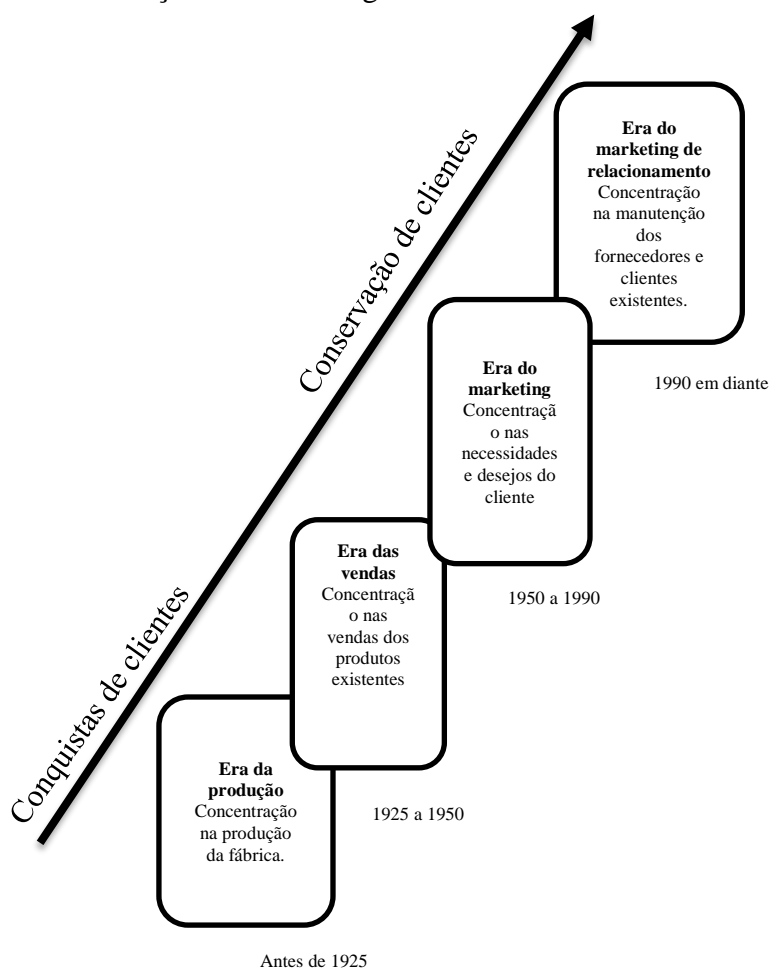 Era do
marketing de
relacionamento
Concentração
na manutenção
dos
fornecedores e
clientes
existentes.
1990 em diante
Conservação de clientes
Era do
marketing
Concentraçã
o nas
necessidades
e desejos do
cliente
1950 a 1990
Era das
vendas
Concentraçã
o nas
vendas dos
produtos
existentes
1925 a 1950
Conquistas de clientes
Era da
produção
Concentração
na produção
da fábrica.
Antes de 1925